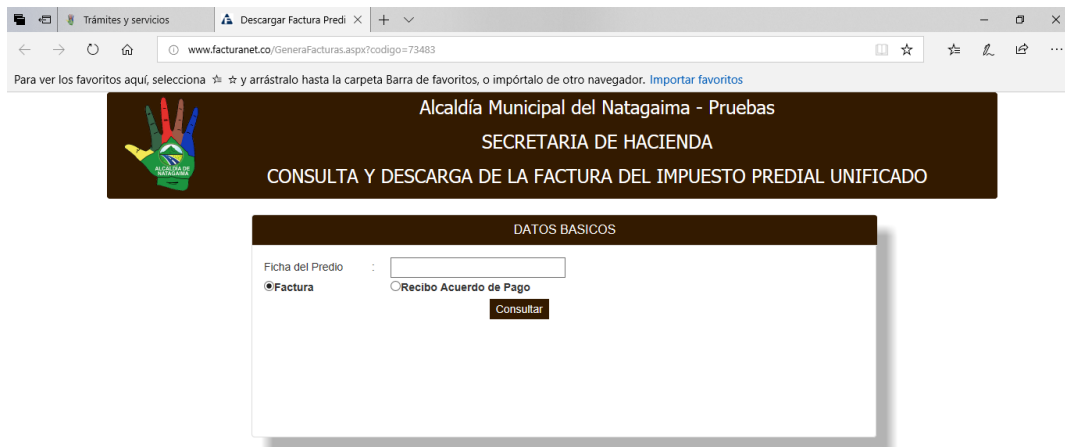 Trámites y servicios
Descargar Factura Predi
www.facturanet.co/GeneraFacturas.aspx?codigo=73483
Para ver los favoritos aquí, selecciona y arrástralo hasta la carpeta Barra de favoritos, o impórtalo de otro navegador. Importar favoritos
Alcaldía Municipal del Natagaima - Pruebas
SECRETARIA DE HACIENDA
CONSULTA Y DESCARGA DE LA FACTURA DEL IMPUESTO PREDIAL UNIFICADO
ALCALDÍA DE
NATAGAIMA
DATOS BASICOS
Ficha del Predio :
Factura Recibo Acuerdo de Pago
Consultar